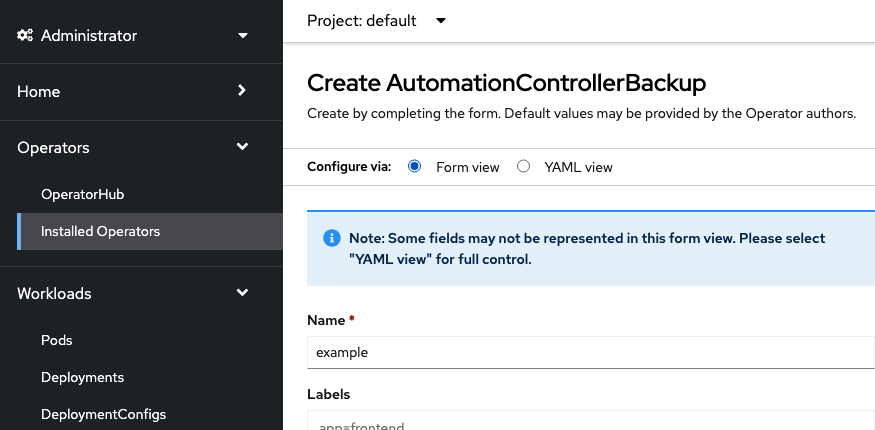 Administrator
Home
Operators
OperatorHub
Installed Operators
Workloads
Pods
Deployments
DeploymentConfigs
Project: default
Create AutomationControllerBackup
Create by completing the form. Default values may be provided by the Operator authors.
Configure via: Form view YAML view
Note: Some fields may not be represented in this form view. Please select
"YAML view" for full control.
Name *
example
Labels
app=frontend